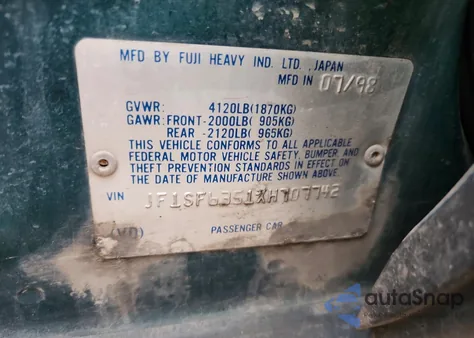 MFD BY FUJI HEAVY IND. LTD., JAPAN
MFD IN 07/98
GVWR: 4120LB(1870KG)
GAWR: FRONT-2000LB( 905KG)
REAR -2120LB( 965KG)
THIS VEHICLE CONFORMS TO ALL APPLICABLE
FEDERAL MOTOR VEHICLE SAFETY, BUMPER, AND
THEFT PREVENTION STANDARDS IN EFFECT ON
THE DATE OF MANUFACTURE SHOWN ABOVE.
VIN JF1SF6351XH707742
PASSENGER CAR
autaSnap